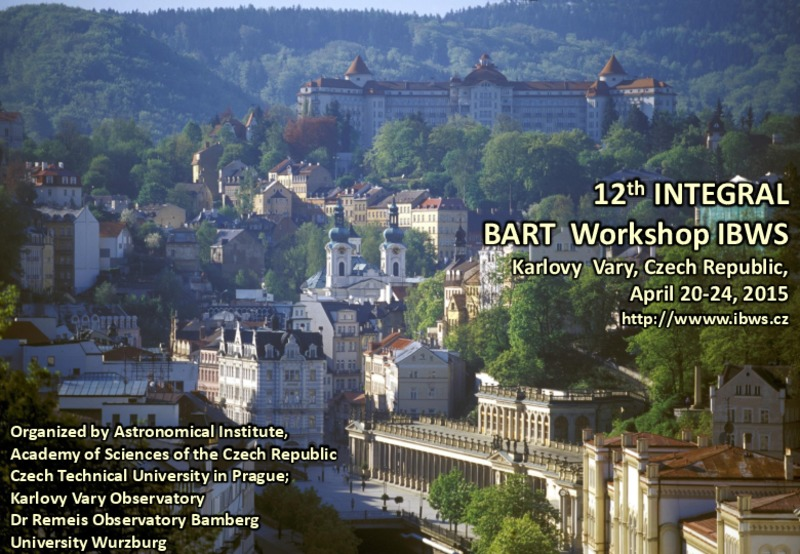 12th INTEGRAL
BART Workshop IBWS
Karlovy Vary, Czech Republic,
April 20-24, 2015
http://wwww.ibws.cz
Organized by Astronomical Institute,
Academy of Sciences of the Czech Republic
Czech Technical University in Prague;
Karlovy Vary Observatory
Dr Remeis Observatory Bamberg
University Wurzburg